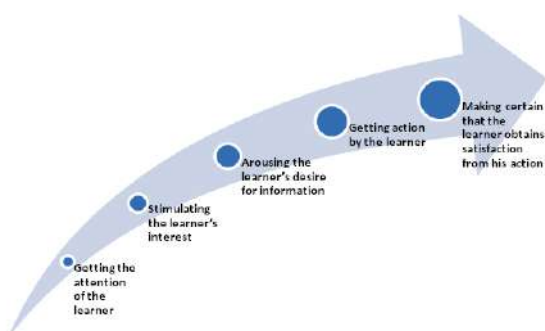 Getting the
attention
of the
learner
Stimulating
the learner's
interest
Arousing the
learner's desire
for information
Getting action
by the learner
Making certain
that the
learner obtains
satisfaction
from his action